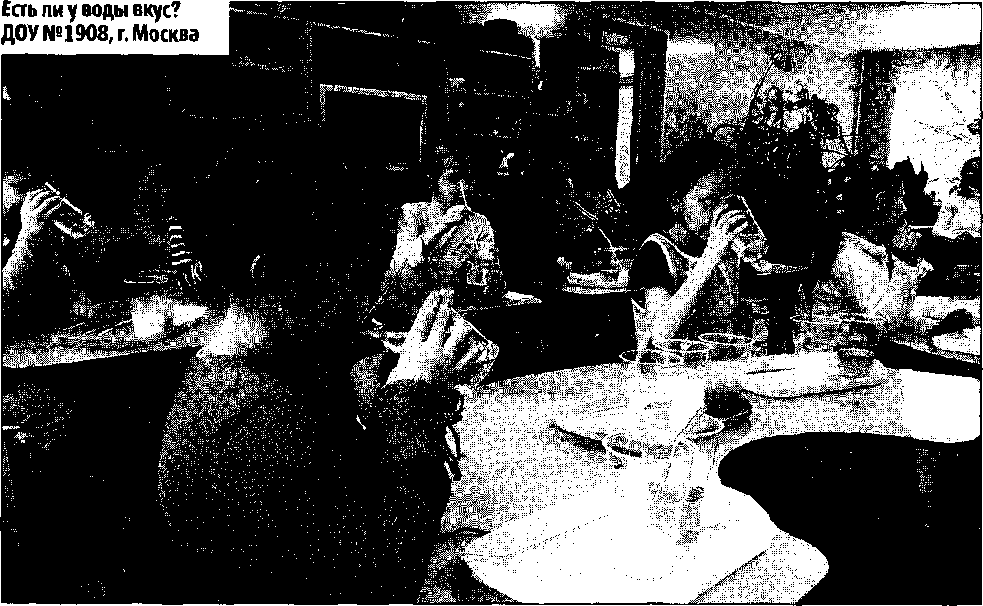 Есть ли у воды вкус?
ДОУ №1908, г. Москва